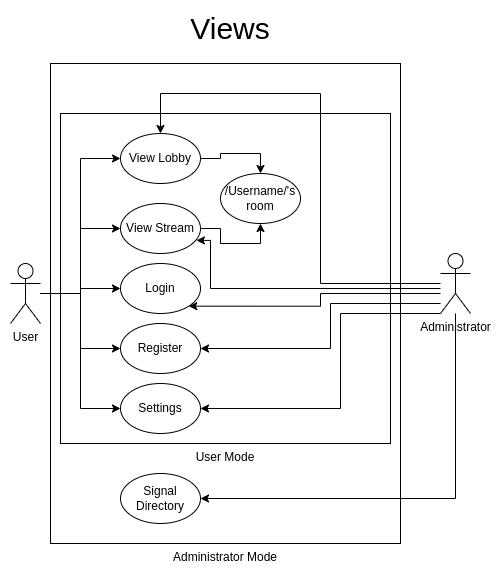 Views
View Lobby
/Username/'s
room
View Stream
Login
User
Administrator
Register
Settings
User Mode
Signal
Directory
Administrator Mode